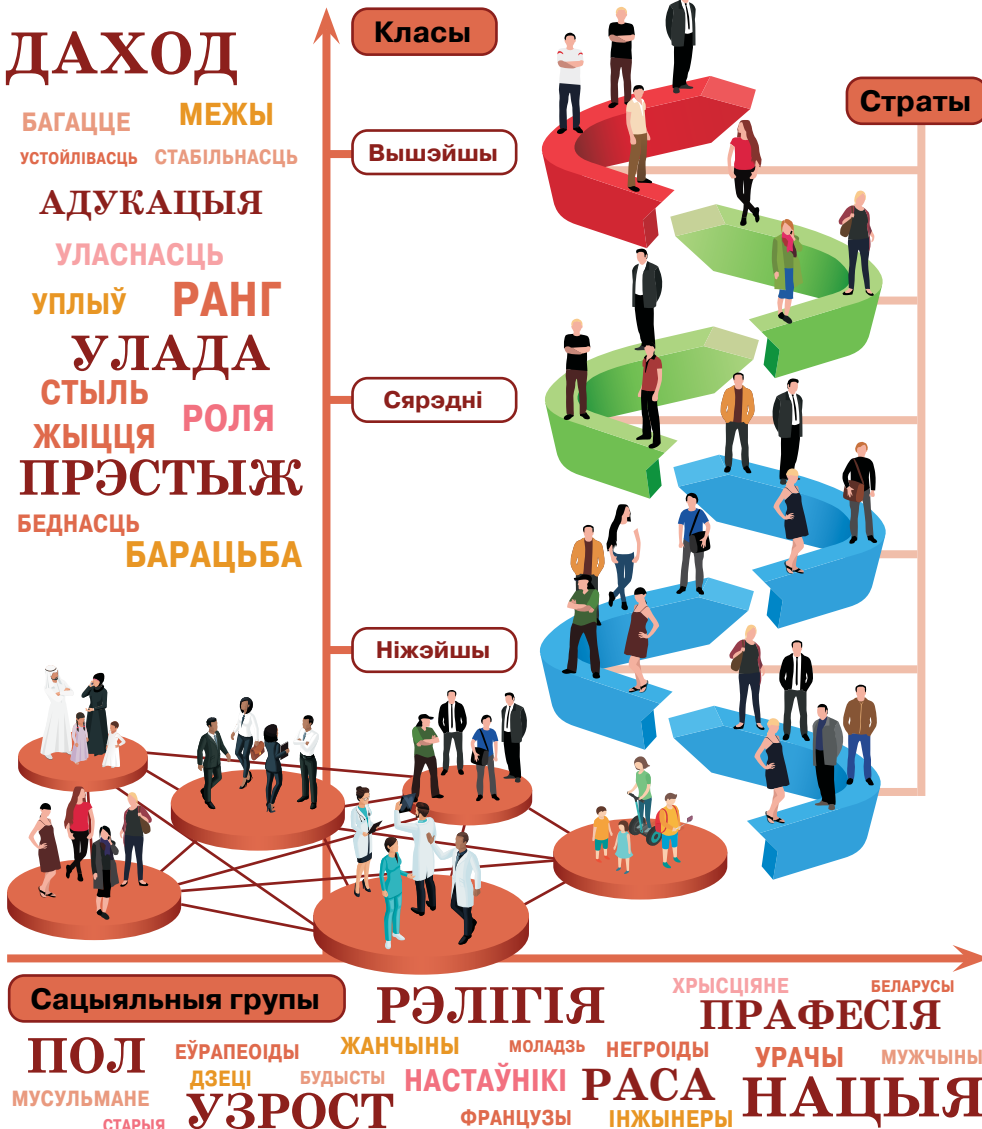 Класы
ДАХОД
Страты
БАГАЦЦЕ МЕЖЫ
УСТОЙЛІВАСЦЬ СТАБІЛЬНАСЦЬ
Вышэйшы
АДУКАЦЫЯ
УЛАСНАСЦЬ
УПЛЫЎ РАНГ
УЛАДА
СТЫЛЬ
ЖЫЦЦЯ
РОЛЯ
Сярэдні
ПРЭСТЫЖ
БЕДНАСЦЬ
БАРАЦЬБА
Ніжэйшы
Сацыяльныя групы
РЭЛІГІЯ
ХРЫСЦІЯНЕ
БЕЛАРУСЫ
ПРАФЕСІЯ
ПОЛ
ЕЎРАПЕОІДЫ
ЖАНЧЫНЫ
МОЛАДЗЬ
НЕГРОІДЫ
УРАЧЫ
МУЖЧЫНЫ
ДЗЕЦІ
БУДЫСТЫ
НАСТАЎНІКІ
РАСА
НАЦЫЯ
МУСУЛЬМАНЕ
УЗРОСТ
ФРАНЦУЗЫ
ІНЖЫНЕРЫ
СТАРЫЯ